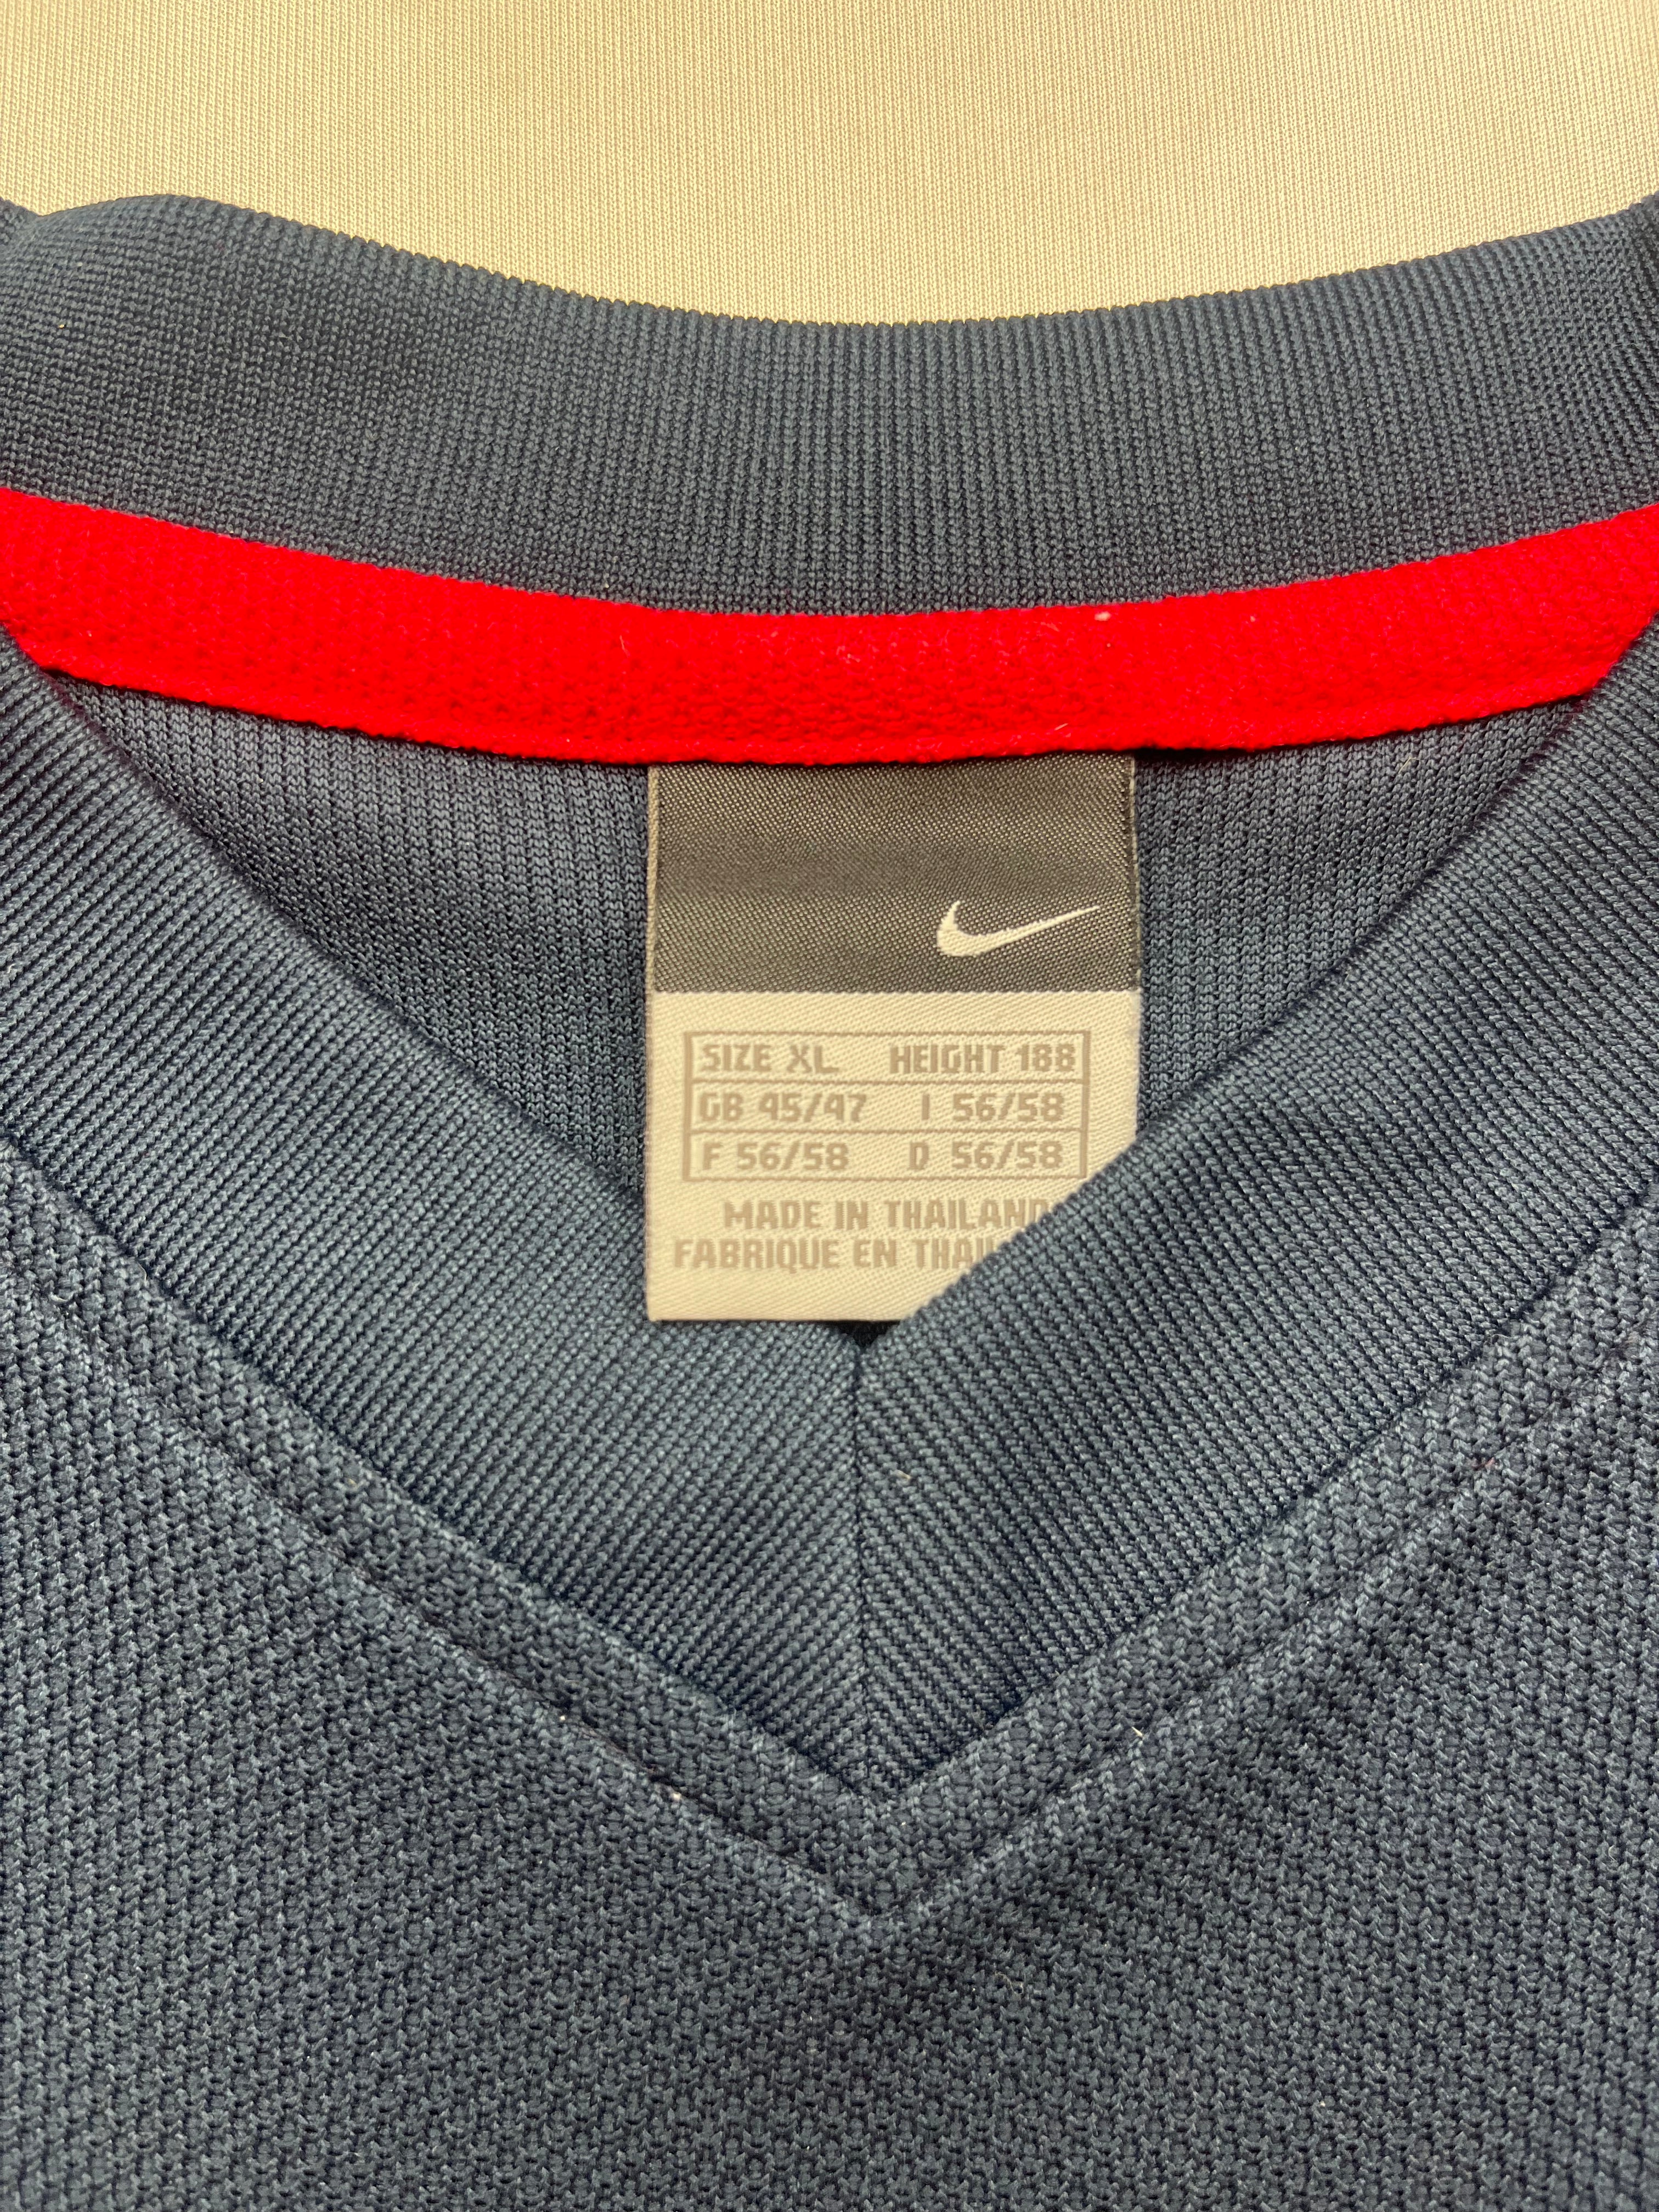 SIZE XL HEIGHT 188
GB 45/47 I 56/58
F 56/58 D 56/58
MADE IN THAILAND
FABRIQUE EN